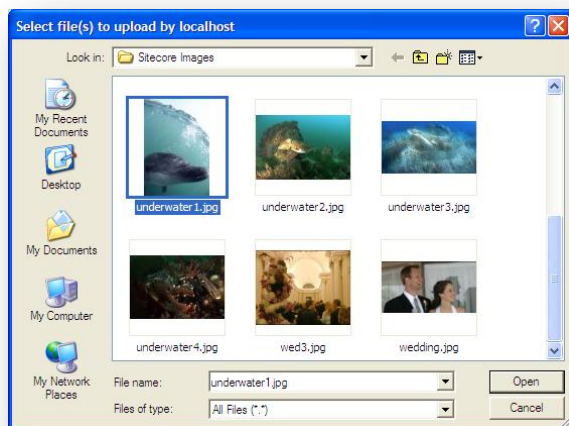 Select file(s) to upload by localhost
Look in:
Sitecore Images
My Recent
Documents
Desktop
My Documents
My Computer
My Network
Places
underwater1.jpg
underwater2.jpg
underwater3.jpg
underwater4.jpg
wed3.jpg
wedding.jpg
File name:
underwater1.jpg
Open
Files of type:
All Files (*.*)
Cancel